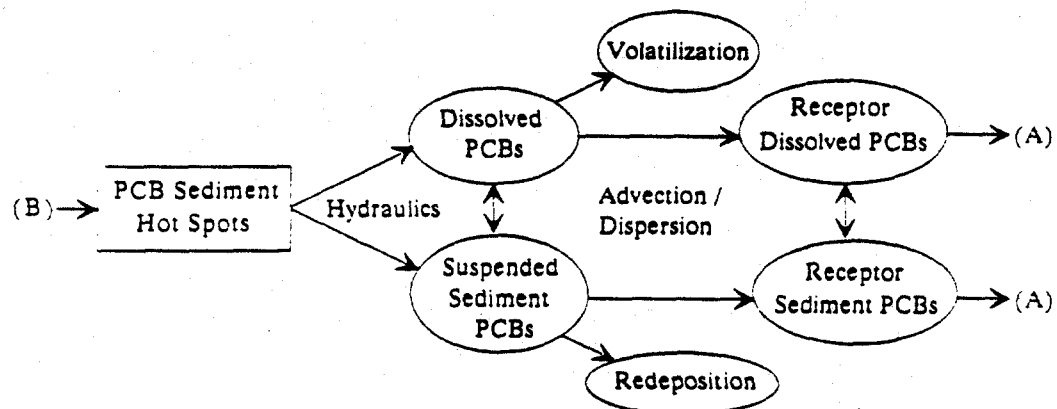 Volatilization
Dissolved
PCBs
Receptor
Dissolved PCBs
(A)
(B)
PCB Sediment
Hot Spots
Hydraulics
Advection /
Dispersion
Suspended
Sediment
PCBs
Receptor
Sediment PCBs
(A)
Redeposition